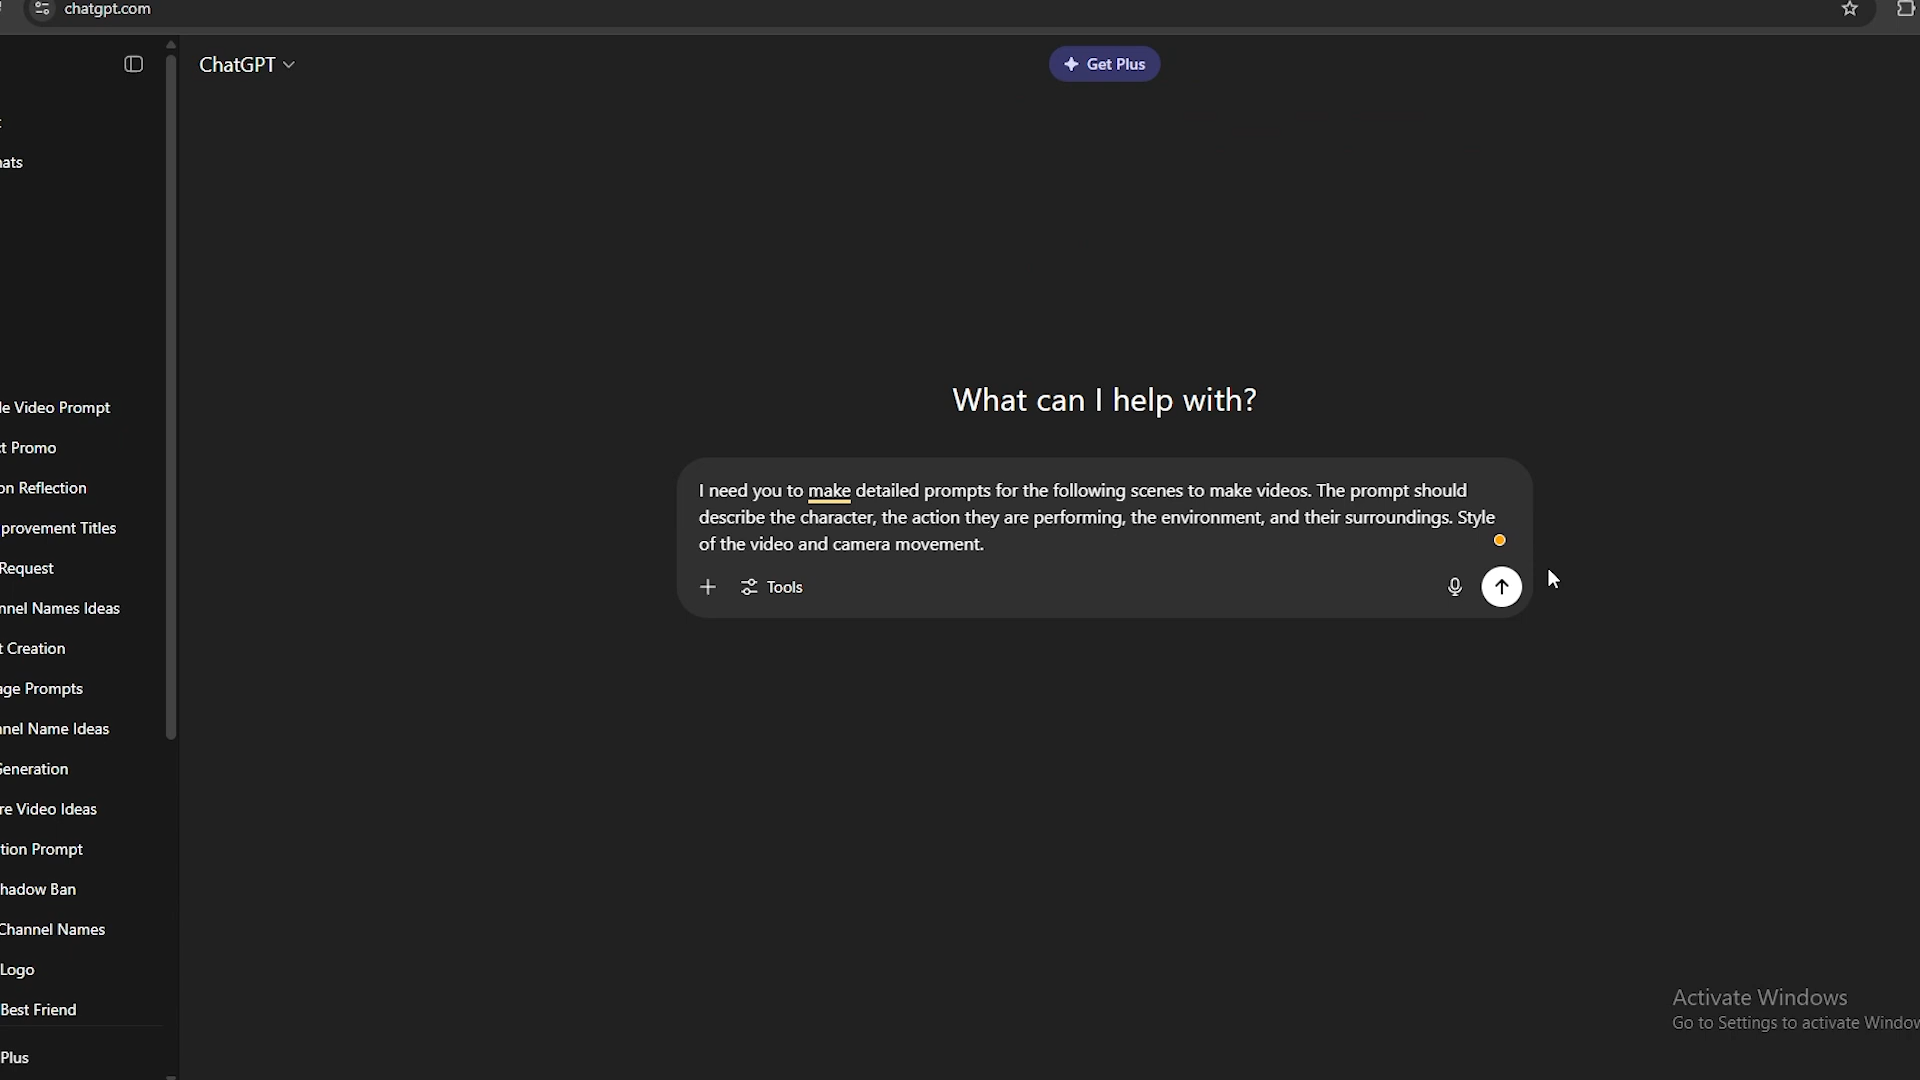 chatgpt.com
ChatGPT
Get Plus
ats
le Video Prompt
t Promo
on Reflection
provement Titles
Request
nnel Names Ideas
t Creation
age Prompts
nnel Name Ideas
Generation
re Video Ideas
tion Prompt
hadow Ban
Channel Names
Logo
Best Friend
Plus
What can I help with?
I need you to make detailed prompts for the following scenes to make videos. The prompt should
describe the character, the action they are performing, the environment, and their surroundings. Style
of the video and camera movement.
Tools
Activate Windows
Go to Settings to activate Window